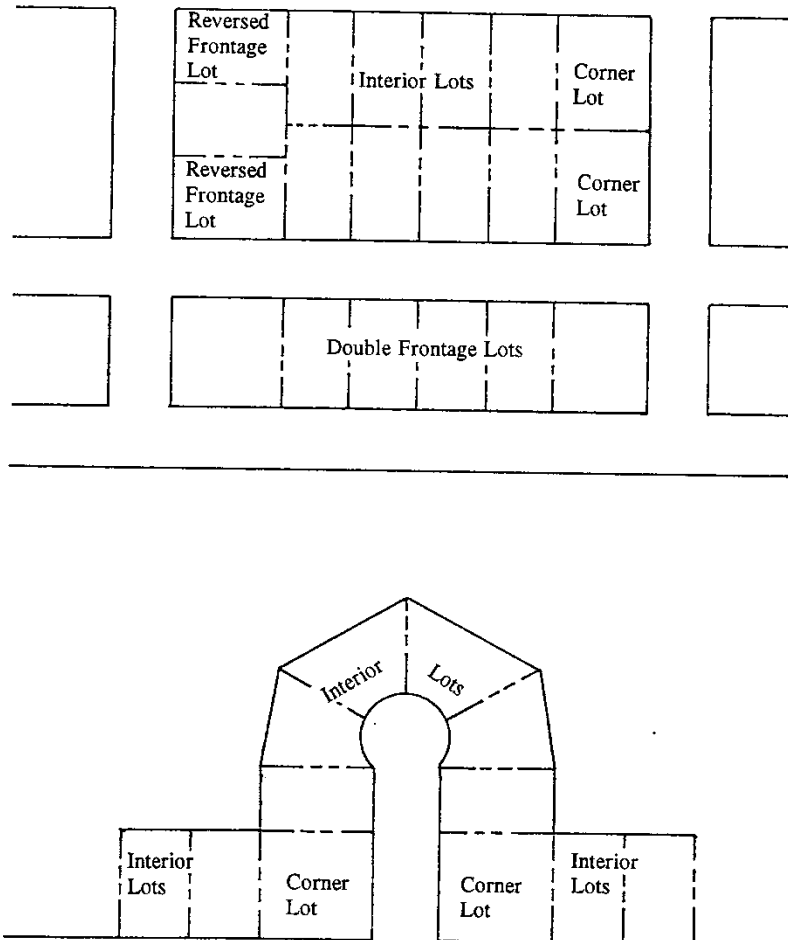 Reversed
Frontage
Lot
Interior Lots
Corner
Lot
Reversed
Frontage
Lot
Corner
Lot
Double Frontage Lots
Interior
Lots
Interior
Lots
Corner
Lot
Corner
Lot
Interior
Lots